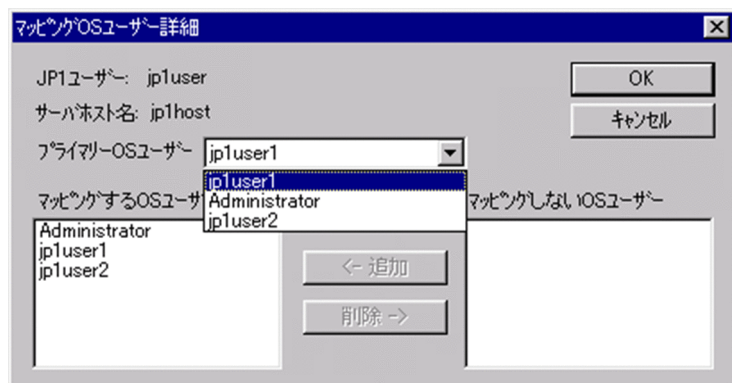 マッピングOSユーザー詳細
JP1ユーザー: jp1user
OK
サーバホスト名: jp1host
キャンセル
プライマリーOSユーザー jp1user1
jp1user1
Administrator
jp1user2
マッピングするOSユーザ
マッピングしないOSユーザー
Administrator
jp1user1
jp1user2
<- 追加
削除 ->